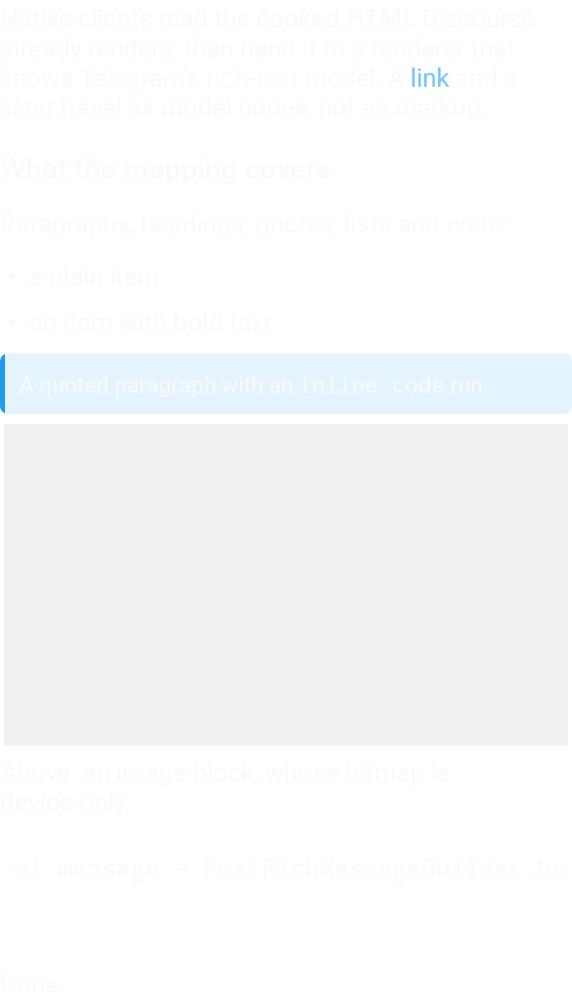 Native clients read the cooked HTML Discourse
already renders, then hand it to a renderer that
knows Telegram's rich-text model. A link and a
slant travel as model nodes, not as markup.
What the mapping covers
Paragraphs, headings, quotes, lists and code:
• a plain item
• an item with bold text
A quoted paragraph with an inline code run.
Above: an image block, whose bitmap is
device-only.
val message = PostRichMessageBuilder.bu
Done.